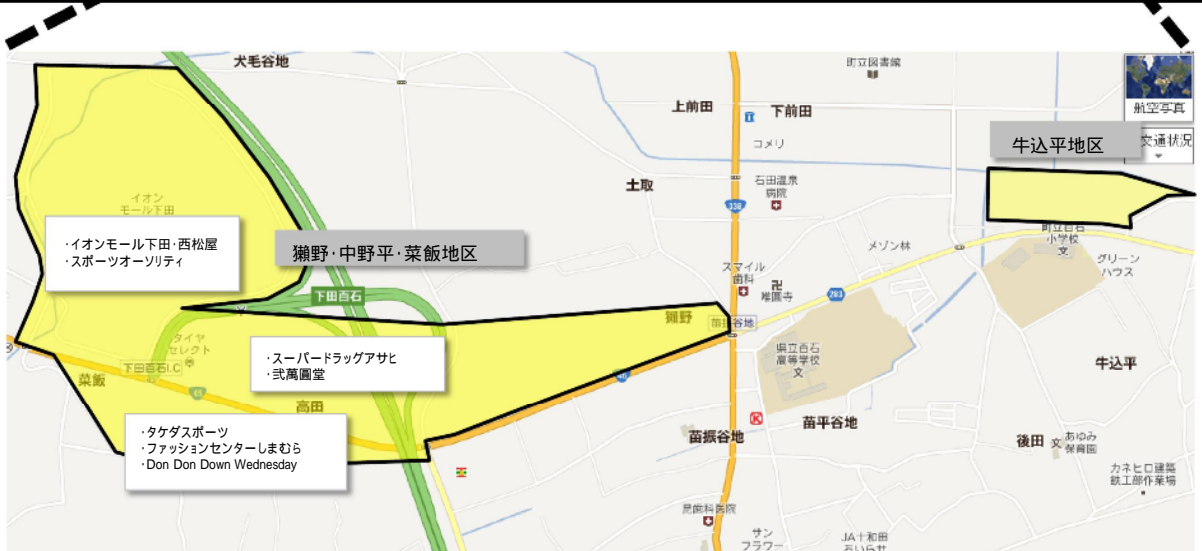 犬毛谷地
町立図書館
航空写真
交通状況
上前田
下前田
コメリ
牛込平地区
土取
石田温泉
病院
338
イオン
モール下田
・イオンモール下田・西松屋
・スポーツオーソリティ
獺野・中野平・菜飯地区
メゾン林
町立百石
小学校
文
グリーン
ハウス
スマイル
歯科
下田百石
283
獺野
タイヤ
セレクト
・スーパードラッグアサヒ
・弐萬圓堂
県立百石
高等学校
文
下田百石I.C
菜飯
45
牛込平
高田
・タケダスポーツ
・ファッションセンターしまむら
・Don Don Down Wednesday
苗振谷地
苗平谷地
後田
文
あゆみ
保育園
カネヒロ建築
鉄工部作業場
サン
フラワー
JA十和田
おいらせ